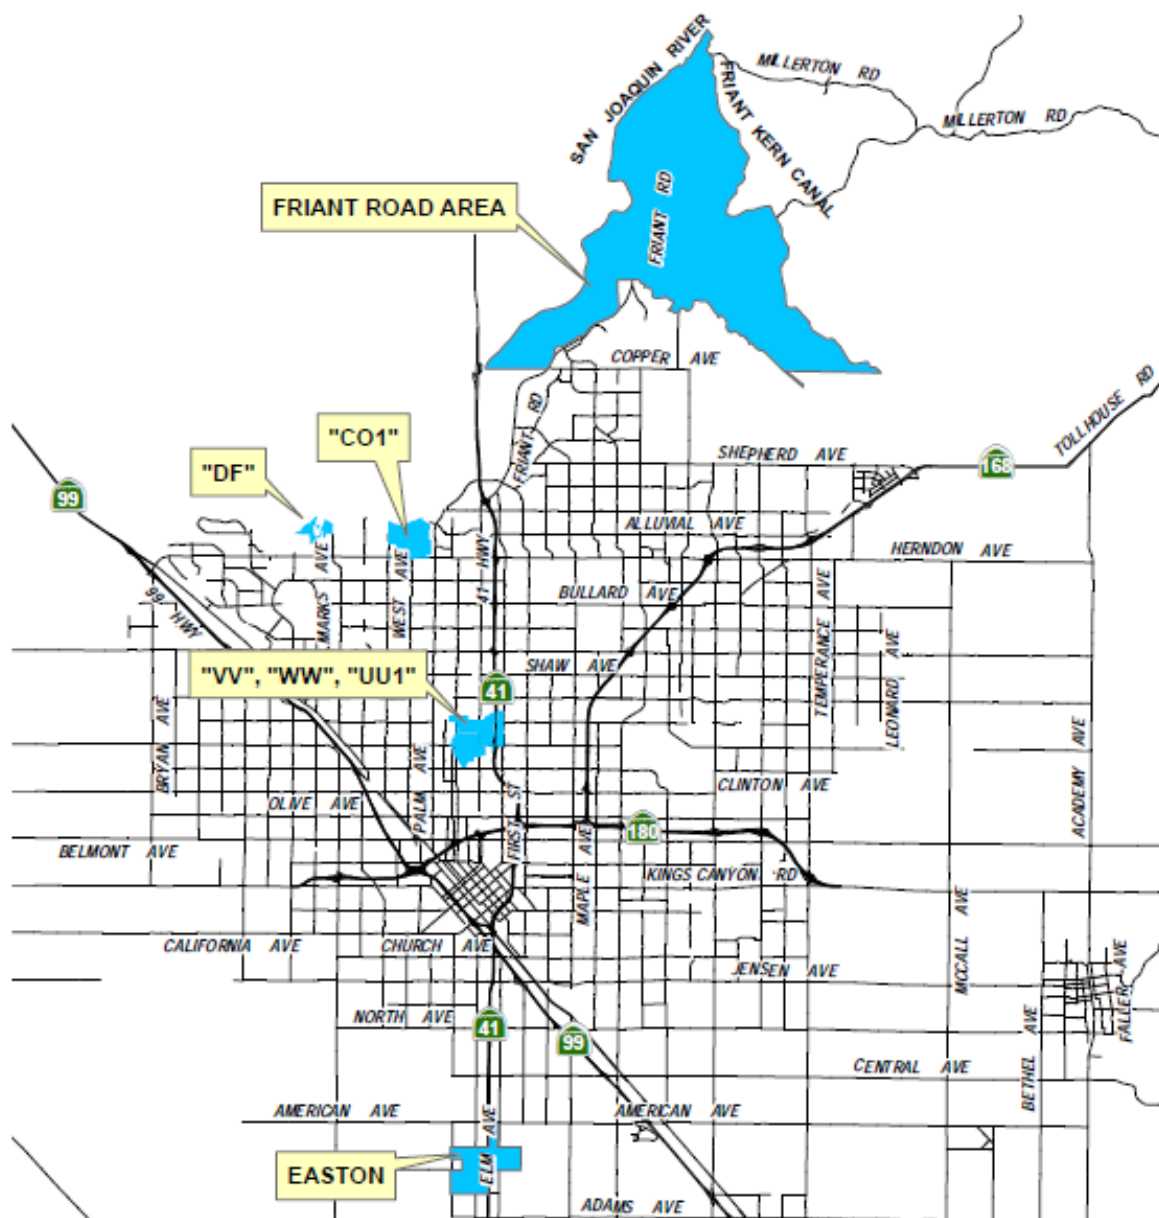 SAN JOAQUIN RIVER
MILLERTON RD
FRIANT KERN CANAL
MILLERTON RD
FRIANT ROAD AREA
FRIANT RD
COPPER AVE
TOLLHOUSE RD
"CO1"
FRIANT RD
"DF"
SHEPHERD AVE
168
99
ALLUVIAL AVE
HERNDON AVE
41 HWY
MARKS AVE
WEST AVE
BULLARD AVE
99 HWY
TEMPERANCE AVE
LEONARD AVE
SHAW AVE
"VV", "WW", "UU1"
41
BRYAN AVE
PALM AVE
ACADEMY AVE
CLINTON AVE
OLIVE AVE
FIRST ST
180
BELMONT AVE
MAPLE AVE
KINGS CANYON RD
CALIFORNIA AVE
CHURCH AVE
MCCALL AVE
JENSEN AVE
FALLER AVE
NORTH AVE
41
99
BETHEL AVE
CENTRAL AVE
AMERICAN AVE
AMERICAN AVE
ELM AVE
EASTON
ADAMS AVE